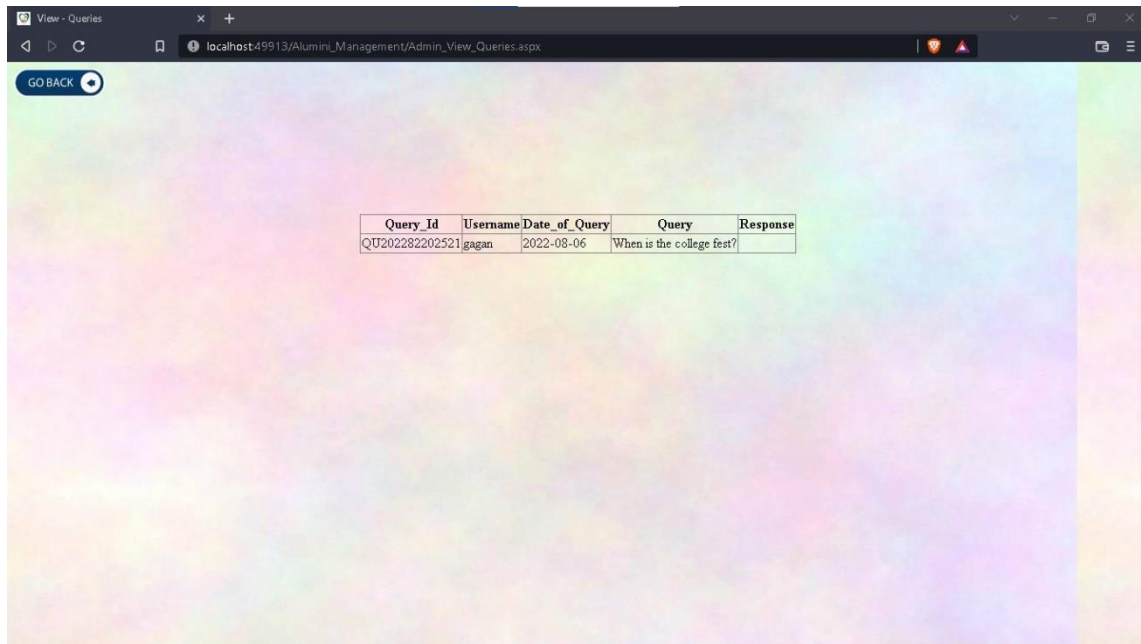 View - Queries
localhost:49913/Alumini_Management/Admin_View_Queries.aspx
GO BACK
Query_Id Username Date_of_Query Query Response
QU202282202521 gagan 2022-08-06 When is the college fest?